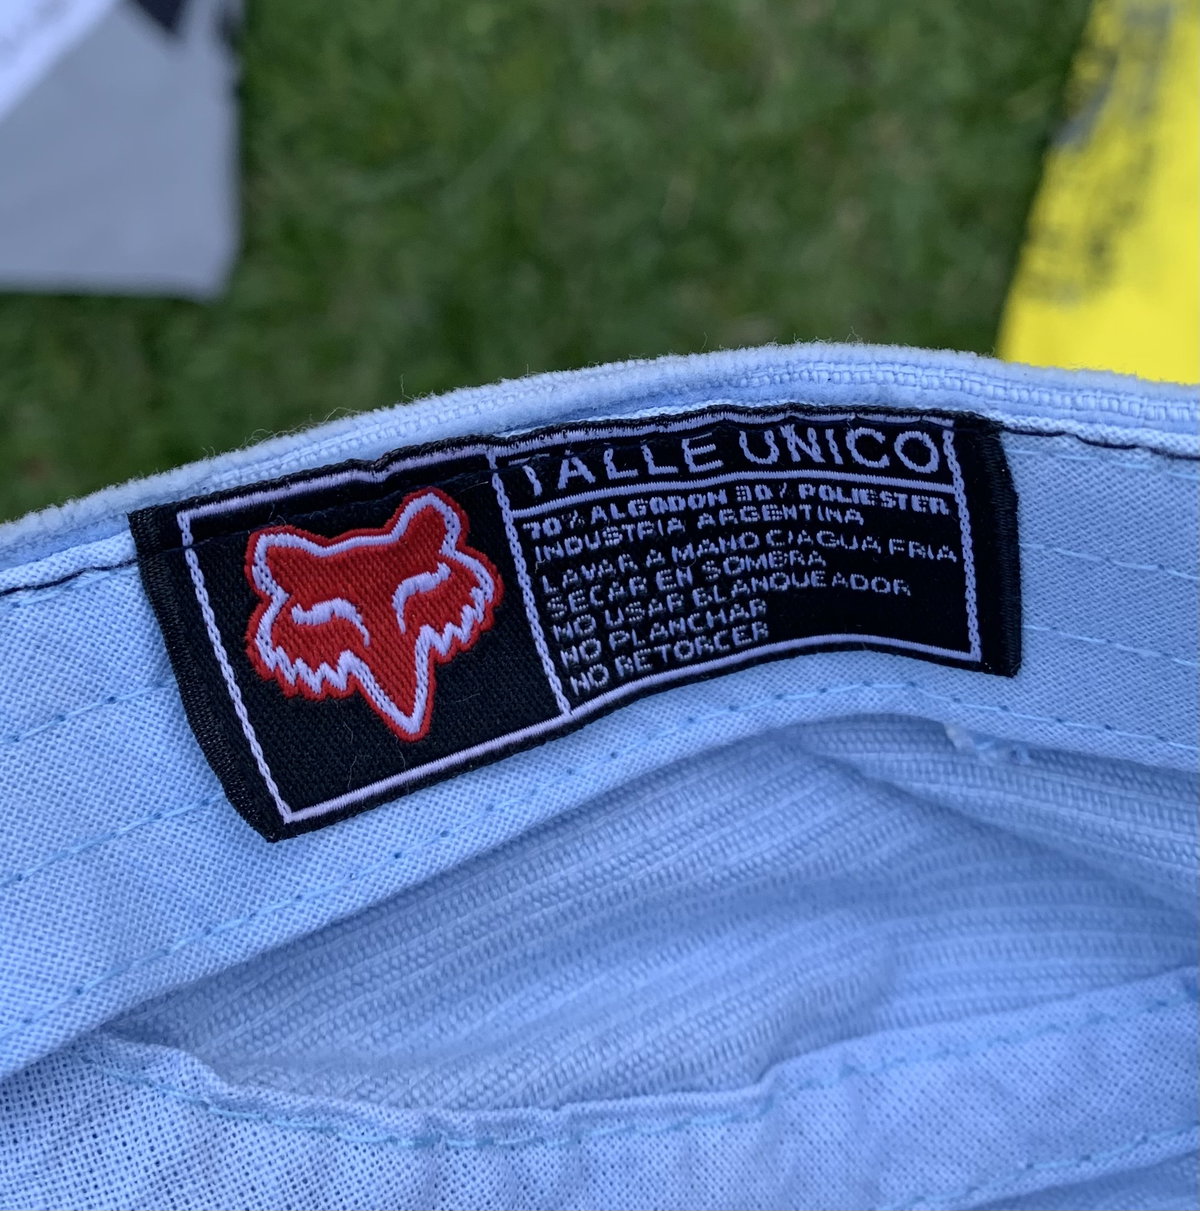 TALLE UNICO
70% ALGODON 30% POLIESTER
INDUSTRIA ARGENTINA
LAVAR A MANO C/AGUA FRIA
SECAR EN SOMBRA
NO USAR BLANQUEADOR
NO PLANCHAR
NO RETORCER